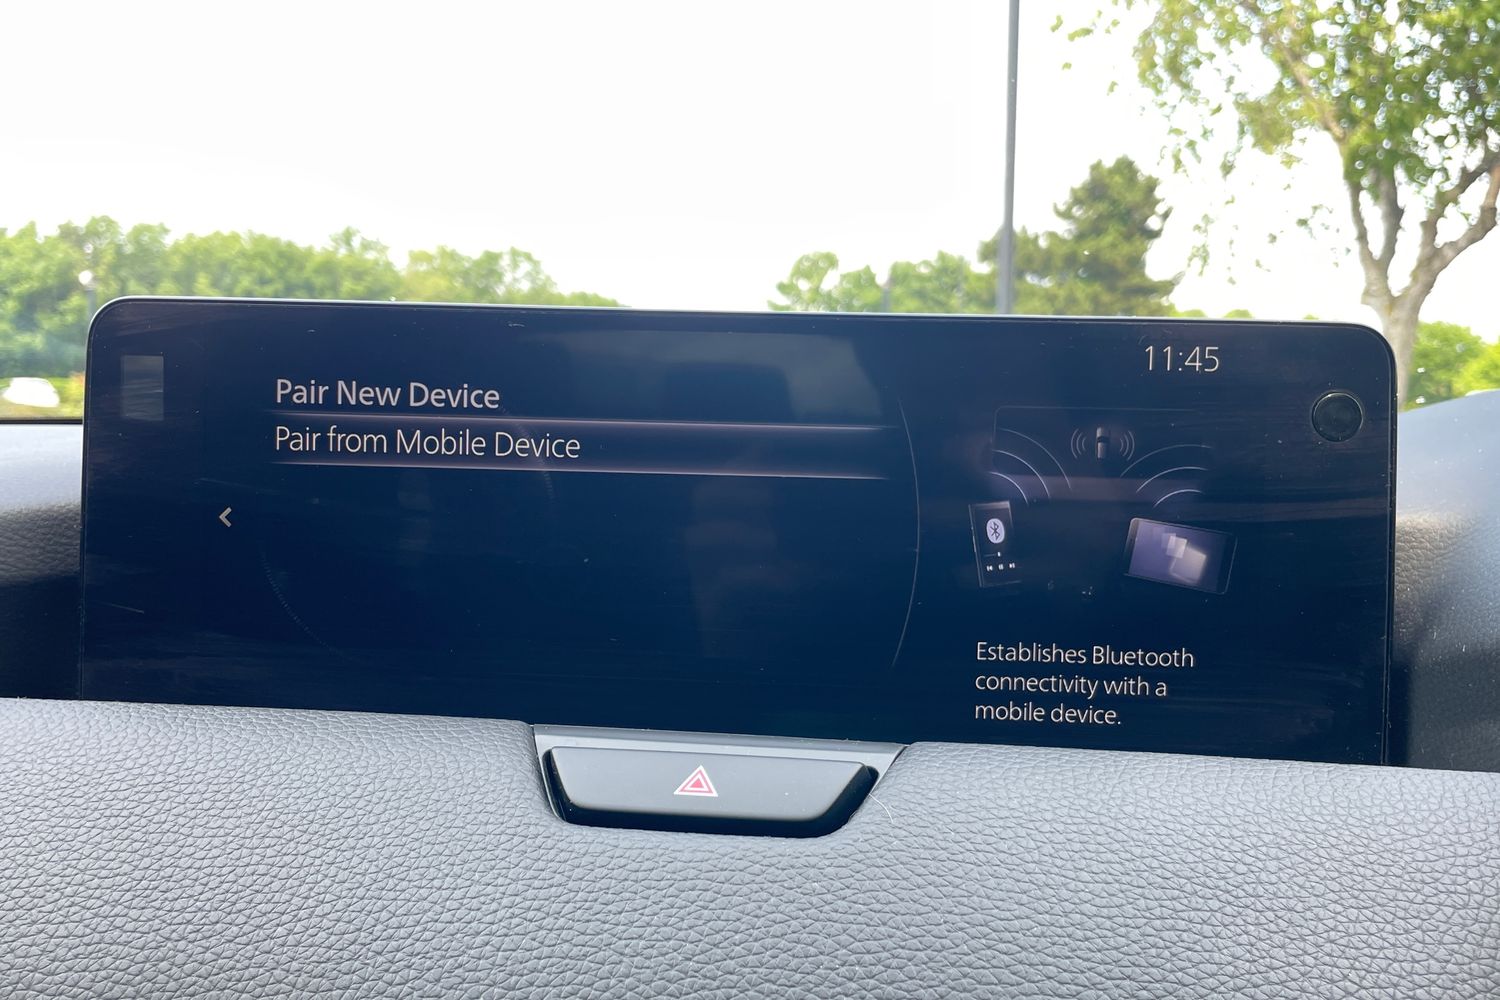 11:45
Pair New Device
Pair from Mobile Device
Establishes Bluetooth
connectivity with a
mobile device.